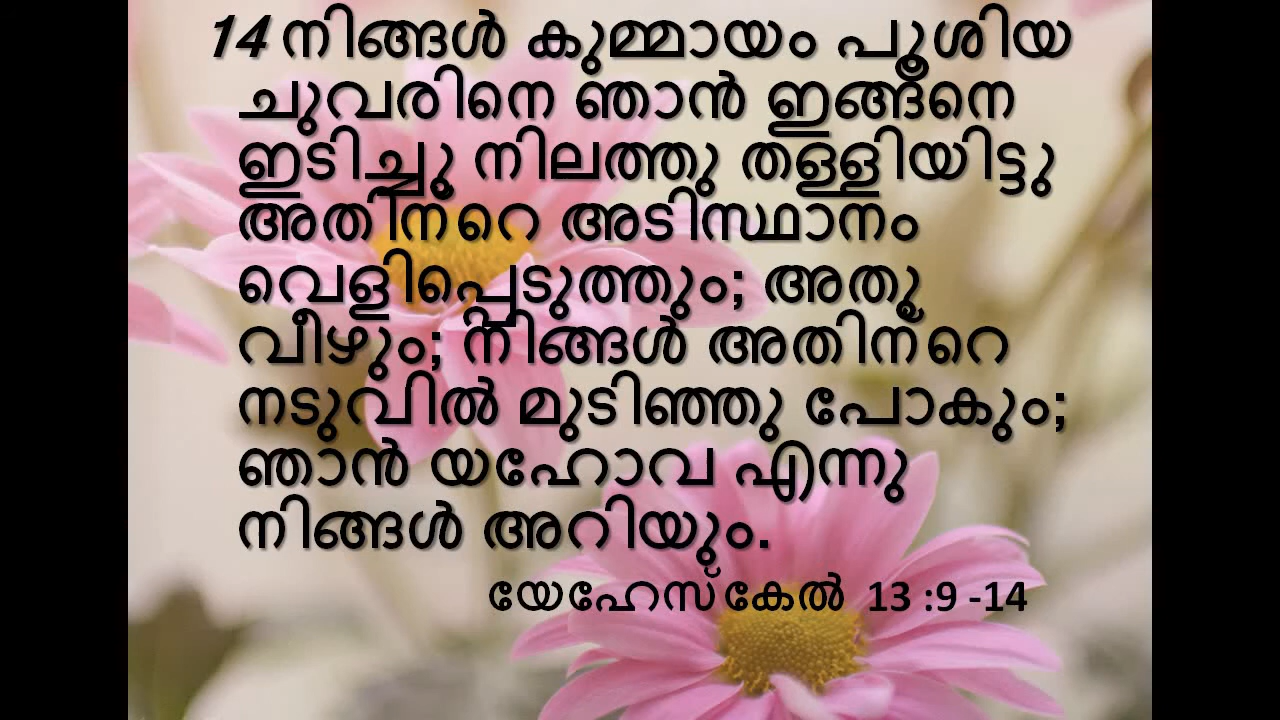 14 നിങ്ങൾ കുമ്മായം പൂശിയ
ചുവരിനെ ഞാൻ ഇങ്ങനെ
ഇടിച്ചു നിലത്തു തള്ളിയിട്ടു
അതിന്റെ അടിസ്ഥാനം
വെളിപ്പെടുത്തും; അതു
വീഴും; നിങ്ങൾ അതിന്റെ
നടുവിൽ മുടിഞ്ഞു പോകും;
ഞാൻ യഹോവ എന്നു
നിങ്ങൾ അറിയും.
യേഹേസ്കേൽ 13 :9 -14